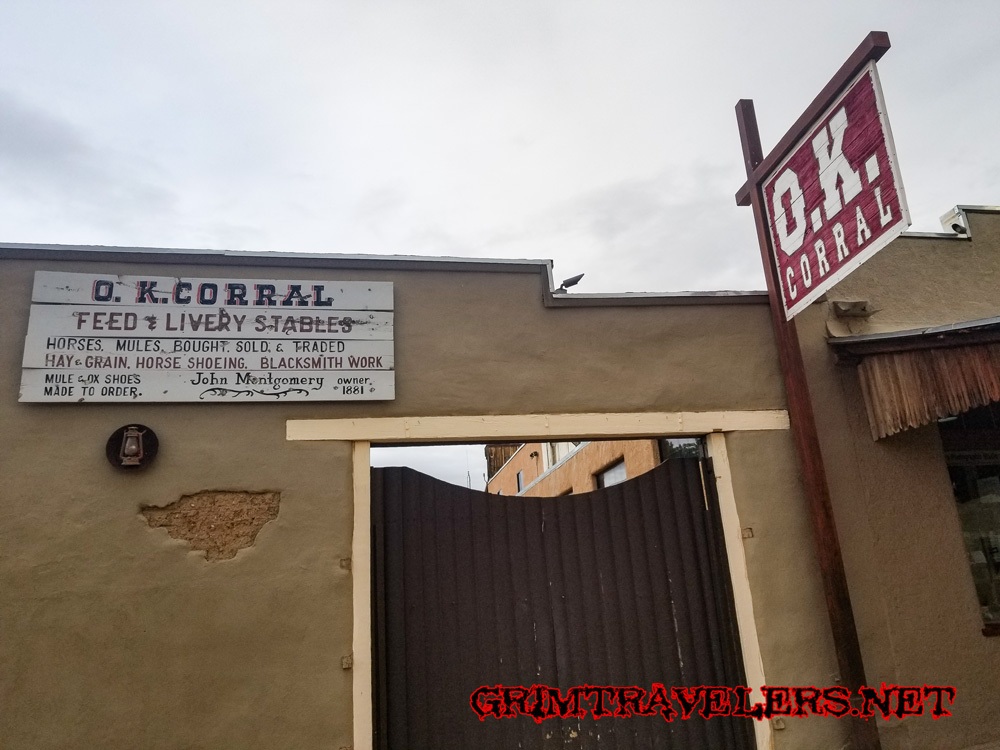 O. K. CORRAL
FEED & LIVERY STABLES
HORSES, MULES, BOUGHT, SOLD, & TRADED
HAY & GRAIN, HORSE SHOEING, BLACKSMITH WORK
MULE & OX SHOES
MADE TO ORDER.
John Montgomery owner.
1881
O.K.
CORRAL
GRIMTRAVELERS.NET